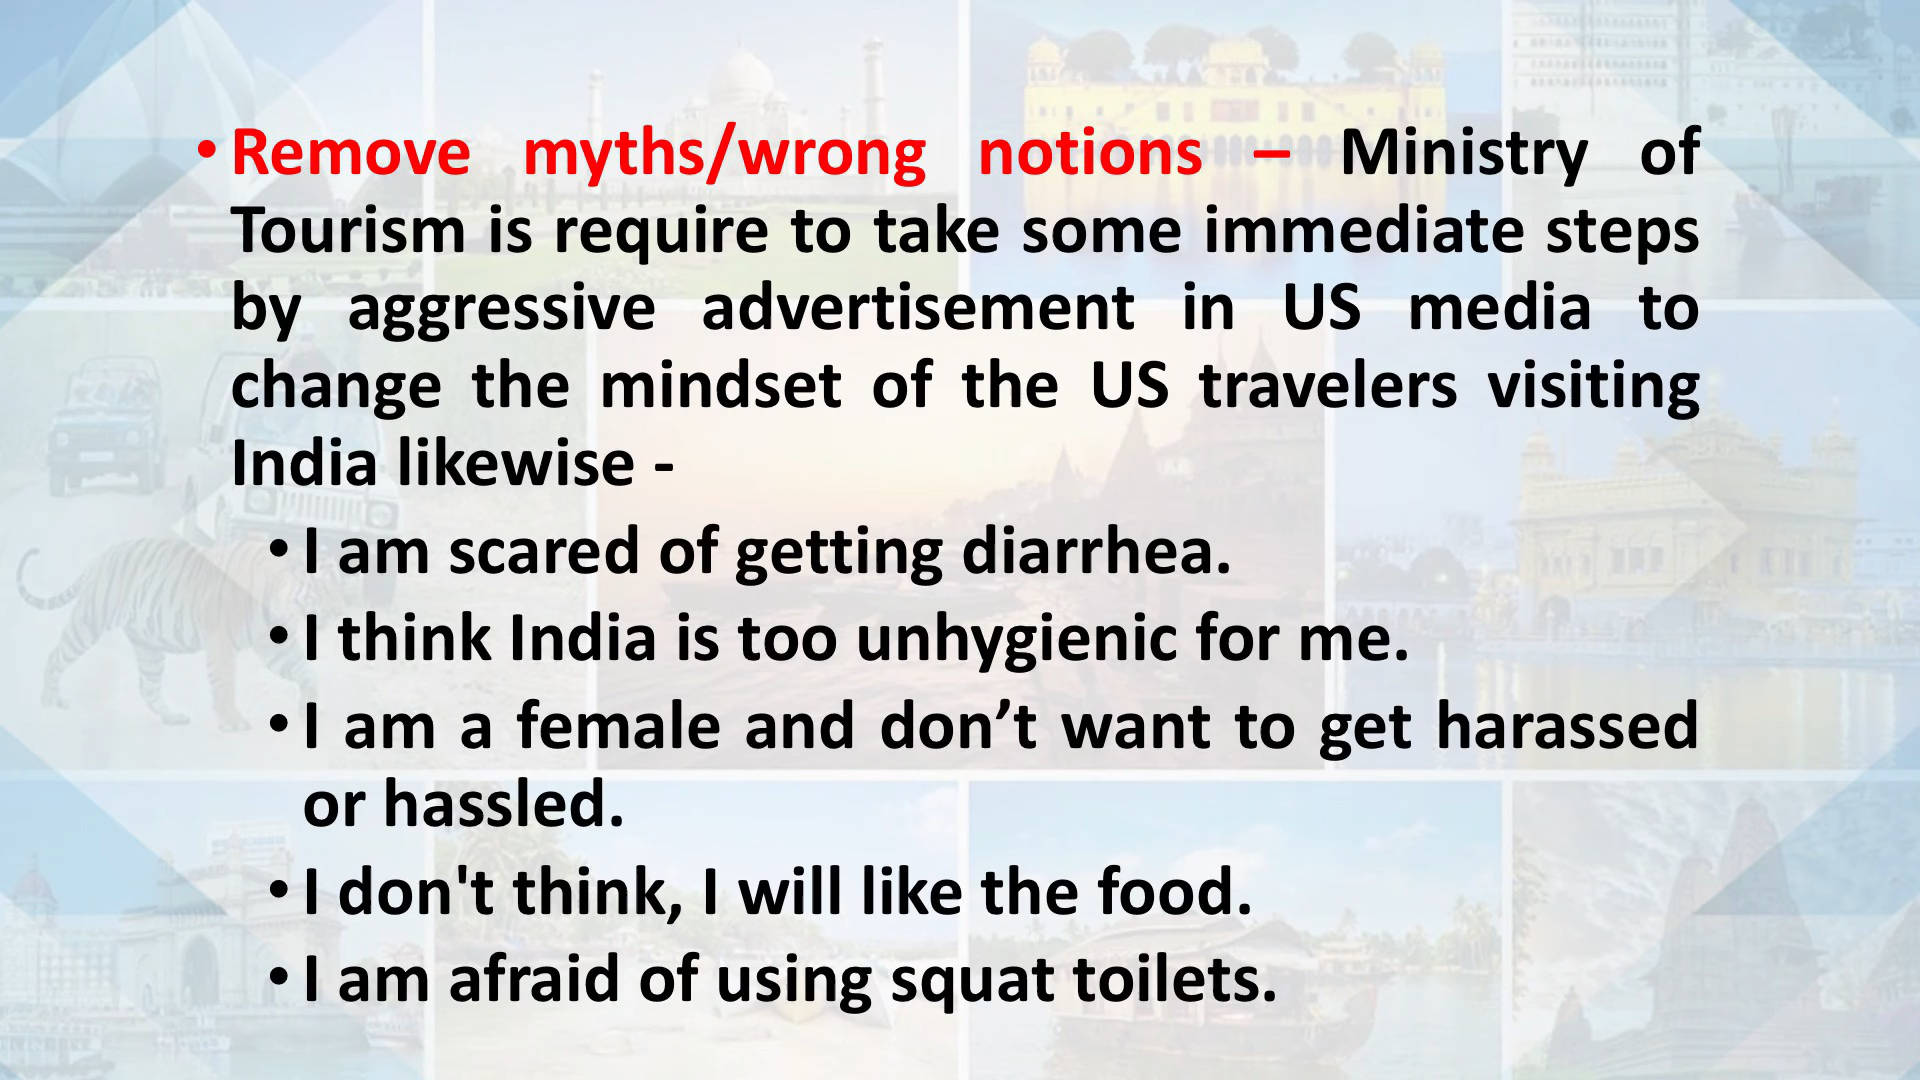 • Remove myths/wrong notions – Ministry of
Tourism is require to take some immediate steps
by aggressive advertisement in US media to
change the mindset of the US travelers visiting
India likewise -
• I am scared of getting diarrhea.
• I think India is too unhygienic for me.
• I am a female and don’t want to get harassed
or hassled.
• I don't think, I will like the food.
• I am afraid of using squat toilets.